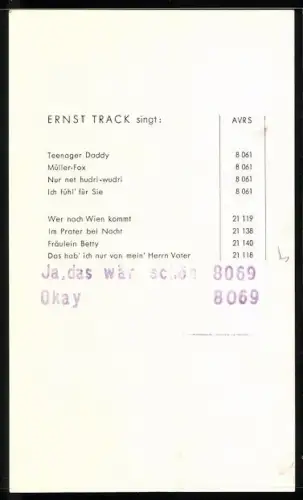 ERNST TRACK singt: AVRS
Teenager Daddy 8 061
Müller-Fox 8 061
Nur net hudri-wudri 8 061
Ich fühl' für Sie 8 061
Wer nach Wien kommt 21 119
Im Prater bei Nacht 21 138
Fräulein Betty 21 140
Das hab' ich nur von mein' Herrn Vater 21 118
Ja,das wär schön 8069
Okay 8069